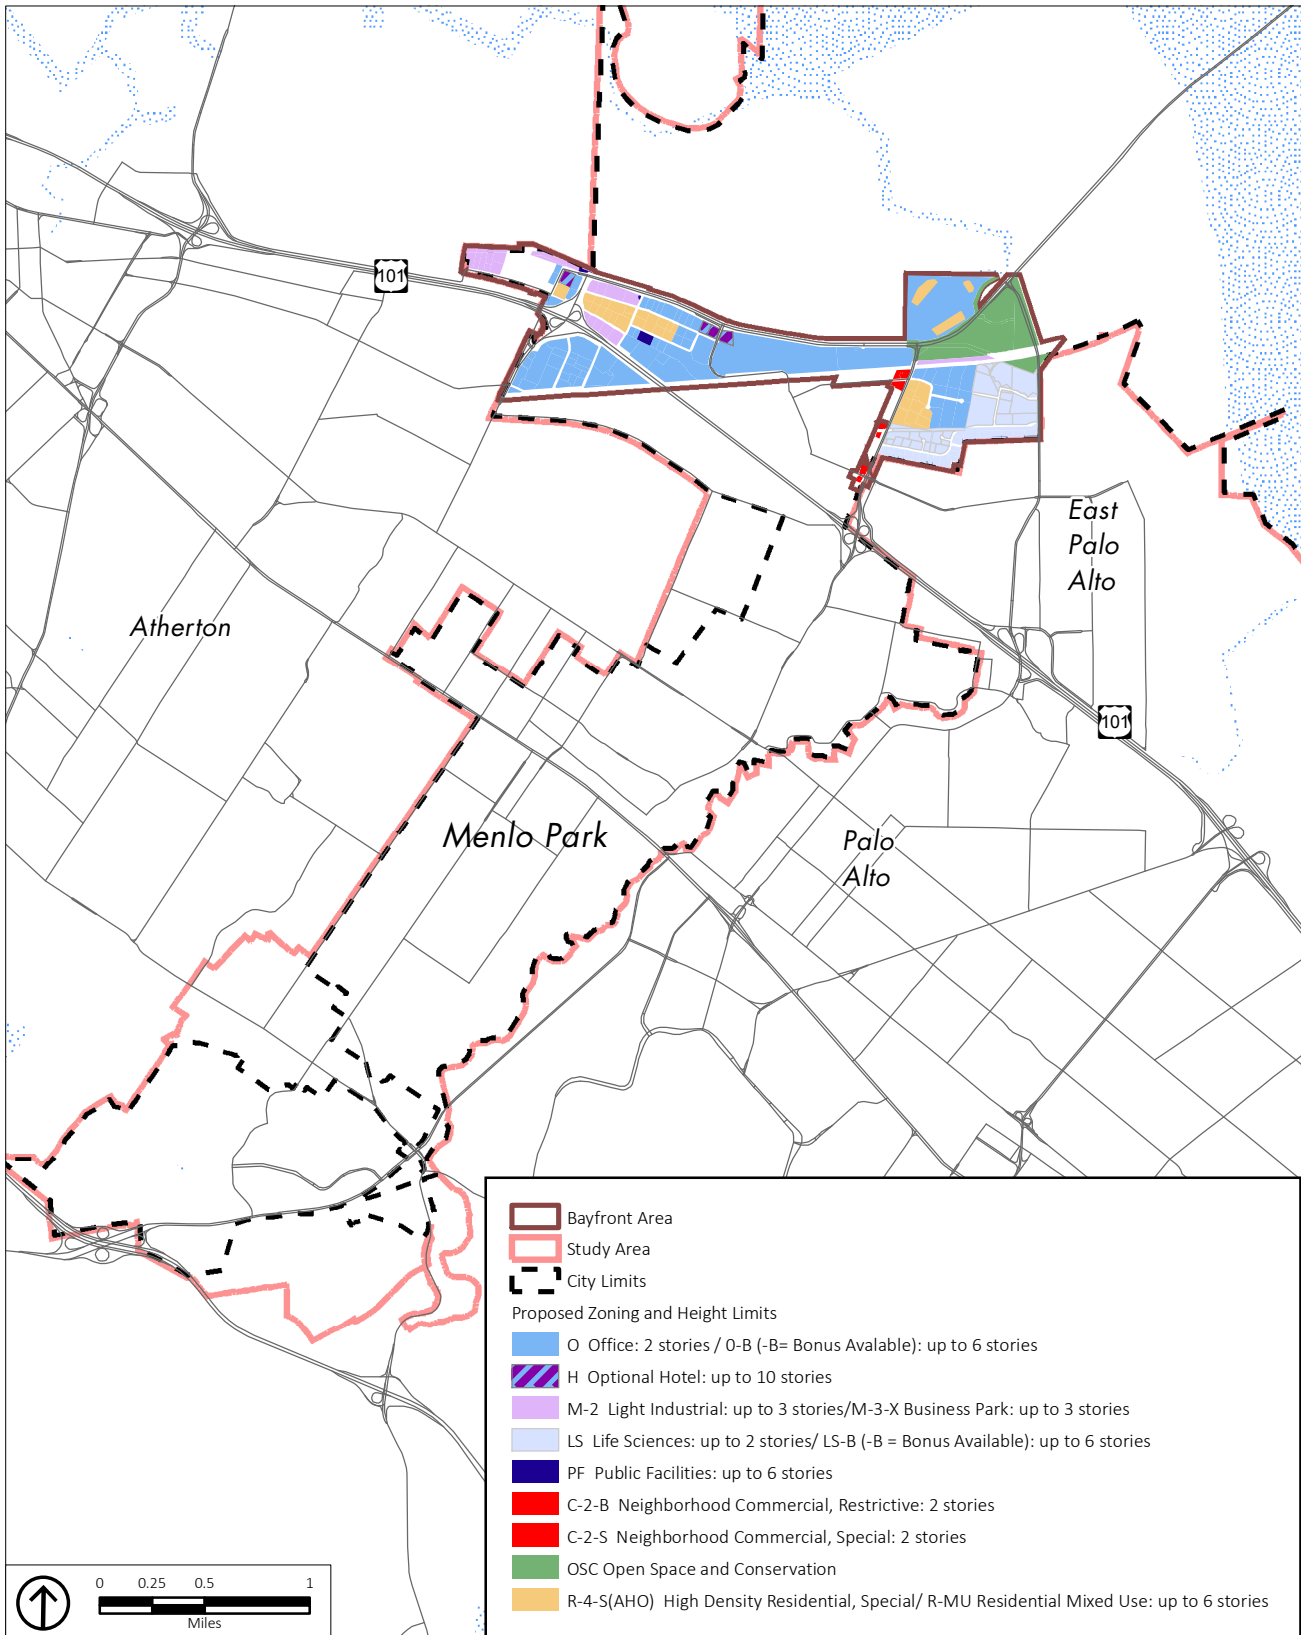 101
East
Palo
Alto
Atherton
101
Menlo Park
Palo
Alto
Bayfront Area
Study Area
City Limits
Proposed Zoning and Height Limits
O Office: 2 stories / 0-B (-B= Bonus Avalable): up to 6 stories
H Optional Hotel: up to 10 stories
M-2 Light Industrial: up to 3 stories/M-3-X Business Park: up to 3 stories
LS Life Sciences: up to 2 stories/ LS-B (-B = Bonus Available): up to 6 stories
PF Public Facilities: up to 6 stories
C-2-B Neighborhood Commercial, Restrictive: 2 stories
C-2-S Neighborhood Commercial, Special: 2 stories
OSC Open Space and Conservation
R-4-S(AHO) High Density Residential, Special/ R-MU Residential Mixed Use: up to 6 stories
0 0.25 0.5 1
Miles